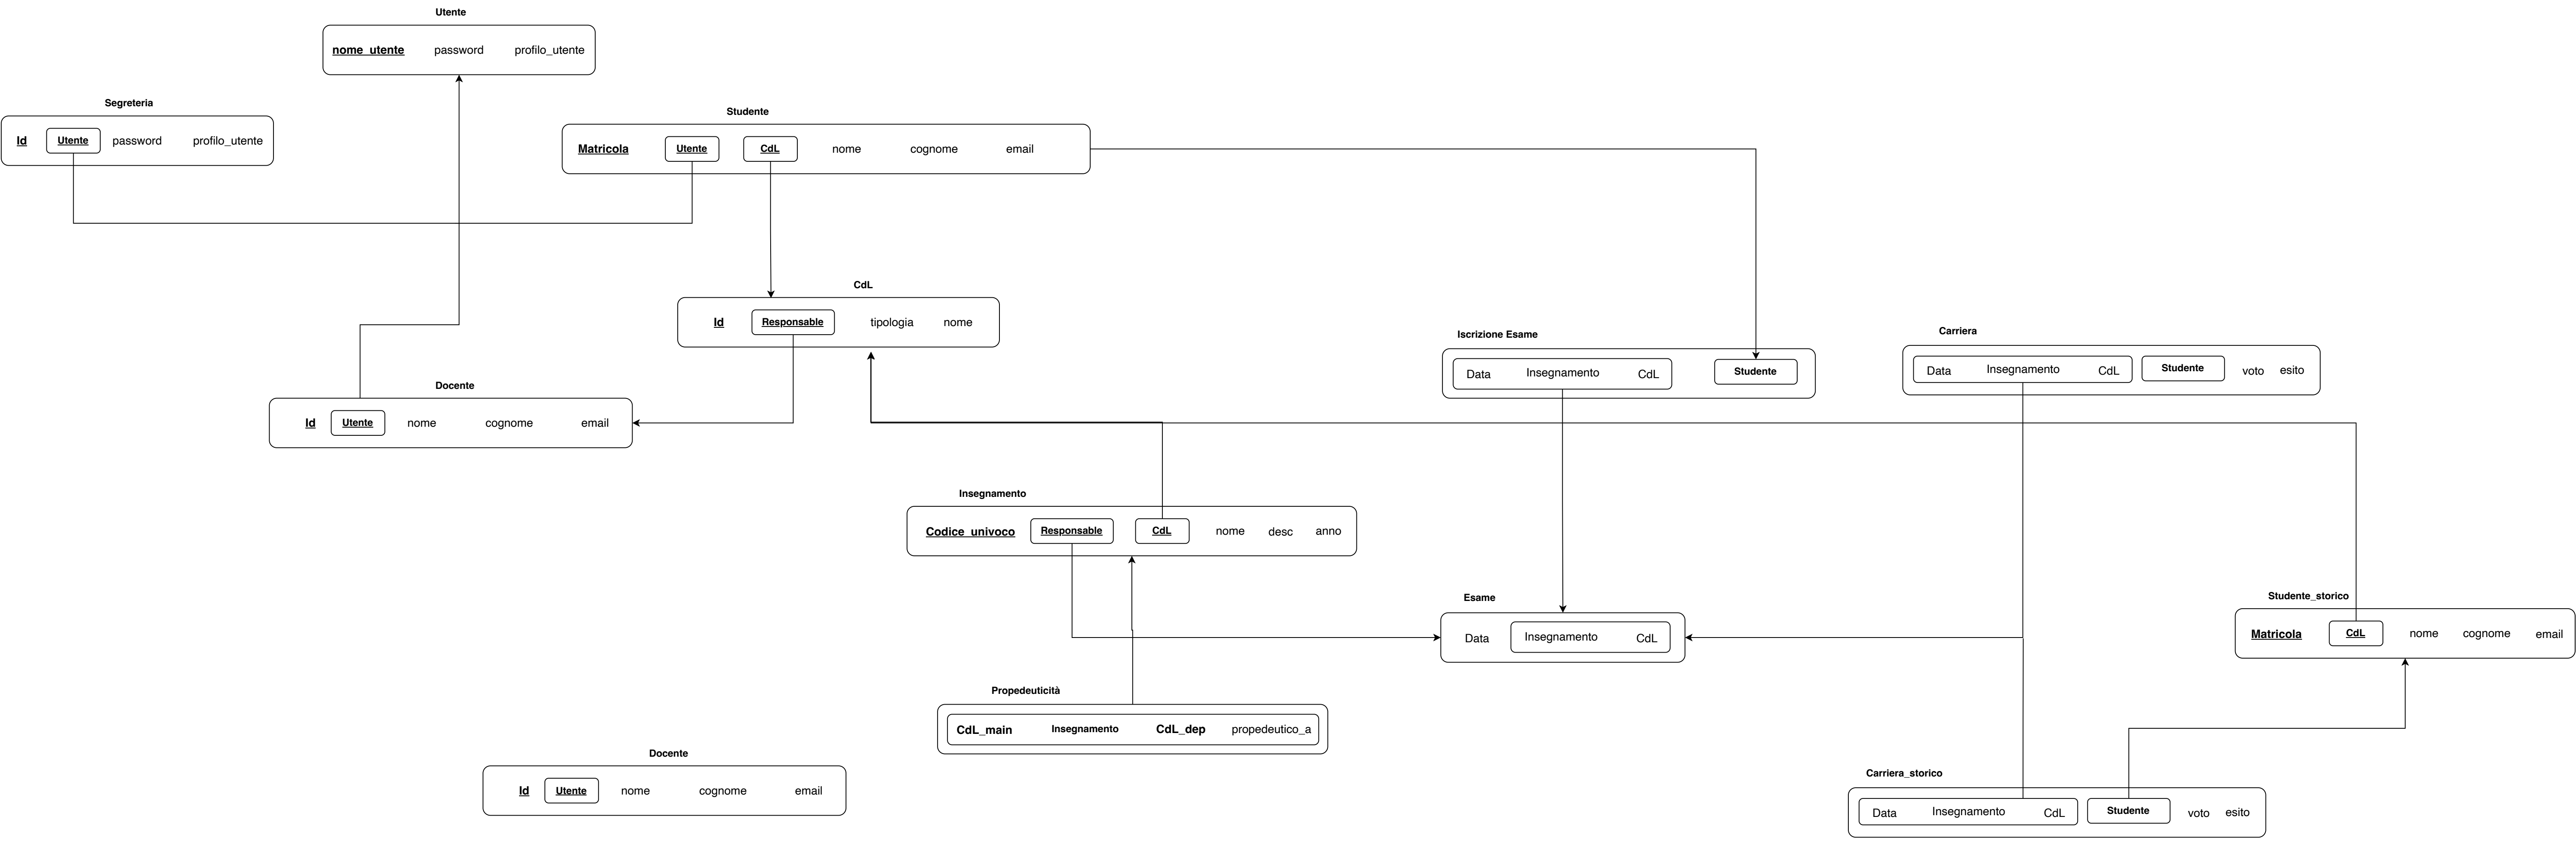 Utente
nome_utente password profilo_utente
Segreteria
Id Utente password profilo_utente
Studente
Matricola Utente CdL nome cognome email
CdL
Id Responsable tipologia nome
Iscrizione Esame
Data Insegnamento CdL Studente
Carriera
Data Insegnamento CdL Studente voto esito
Docente
Id Utente nome cognome email
Insegnamento
Codice_univoco Responsable CdL nome desc anno
Esame
Data Insegnamento CdL
Studente_storico
Matricola CdL nome cognome email
Propedeuticità
CdL_main Insegnamento CdL_dep propedeutico_a
Docente
Id Utente nome cognome email
Carriera_storico
Data Insegnamento CdL Studente voto esito